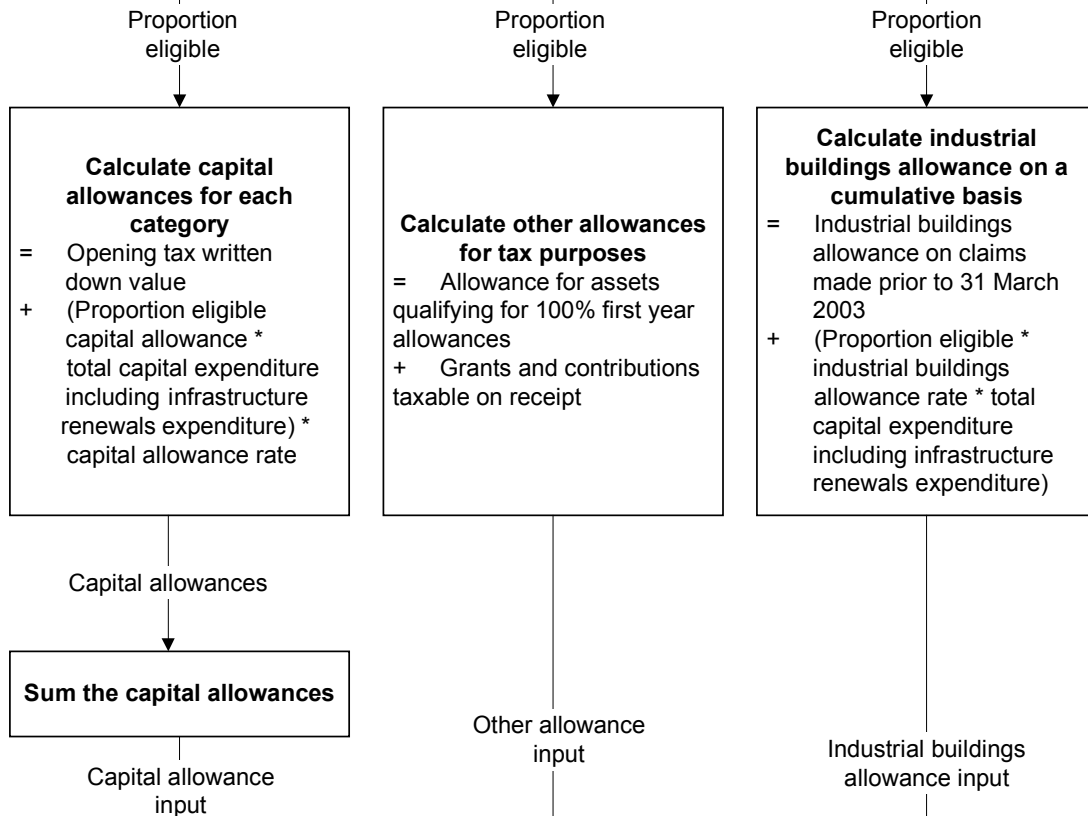 Proportion
eligible
Proportion
eligible
Proportion
eligible
Calculate capital
allowances for each
category
= Opening tax written
down value
+ (Proportion eligible
capital allowance *
total capital expenditure
including infrastructure
renewals expenditure) *
capital allowance rate
Calculate other allowances
for tax purposes
= Allowance for assets
qualifying for 100% first year
allowances
+ Grants and contributions
taxable on receipt
Calculate industrial
buildings allowance on a
cumulative basis
= Industrial buildings
allowance on claims
made prior to 31 March
2003
+ (Proportion eligible *
industrial buildings
allowance rate * total
capital expenditure
including infrastructure
renewals expenditure)
Capital allowances
Sum the capital allowances
Capital allowance
input
Other allowance
input
Industrial buildings
allowance input